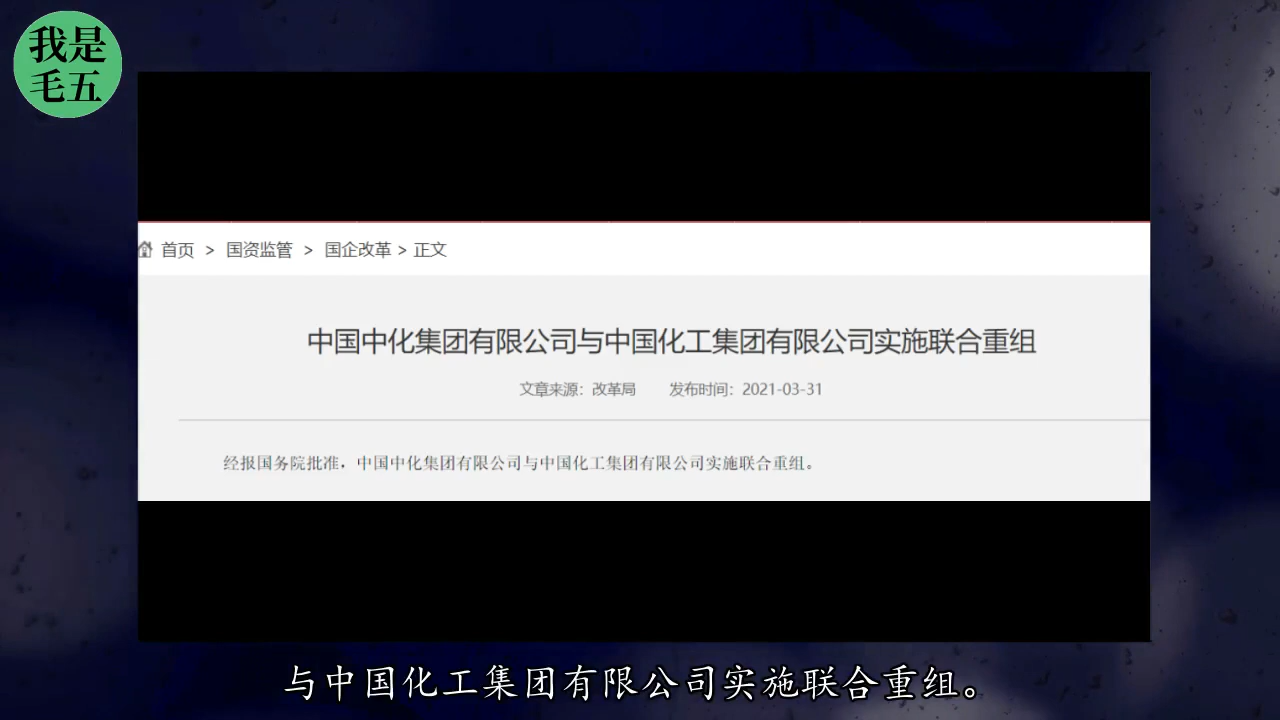 我是
毛五
首页 > 国资监管 > 国企改革 > 正文
中国中化集团有限公司与中国化工集团有限公司实施联合重组
文章来源：改革局 发布时间：2021-03-31
经报国务院批准，中国中化集团有限公司与中国化工集团有限公司实施联合重组。
与中国化工集团有限公司实施联合重组。